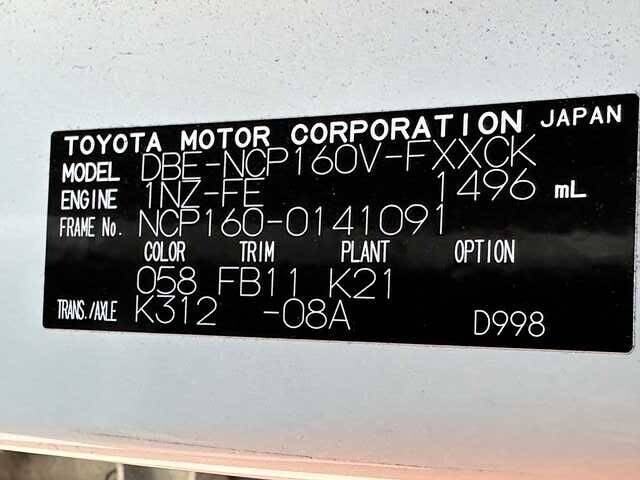 TOYOTA MOTOR CORPORATION JAPAN
MODEL DBE-NCP160V-FXXCK
ENGINE 1NZ-FE 1496 mL
FRAME No. NCP160-0141091
COLOR TRIM PLANT OPTION
058 FB11 K21
TRANS./AXLE K312 -08A D998